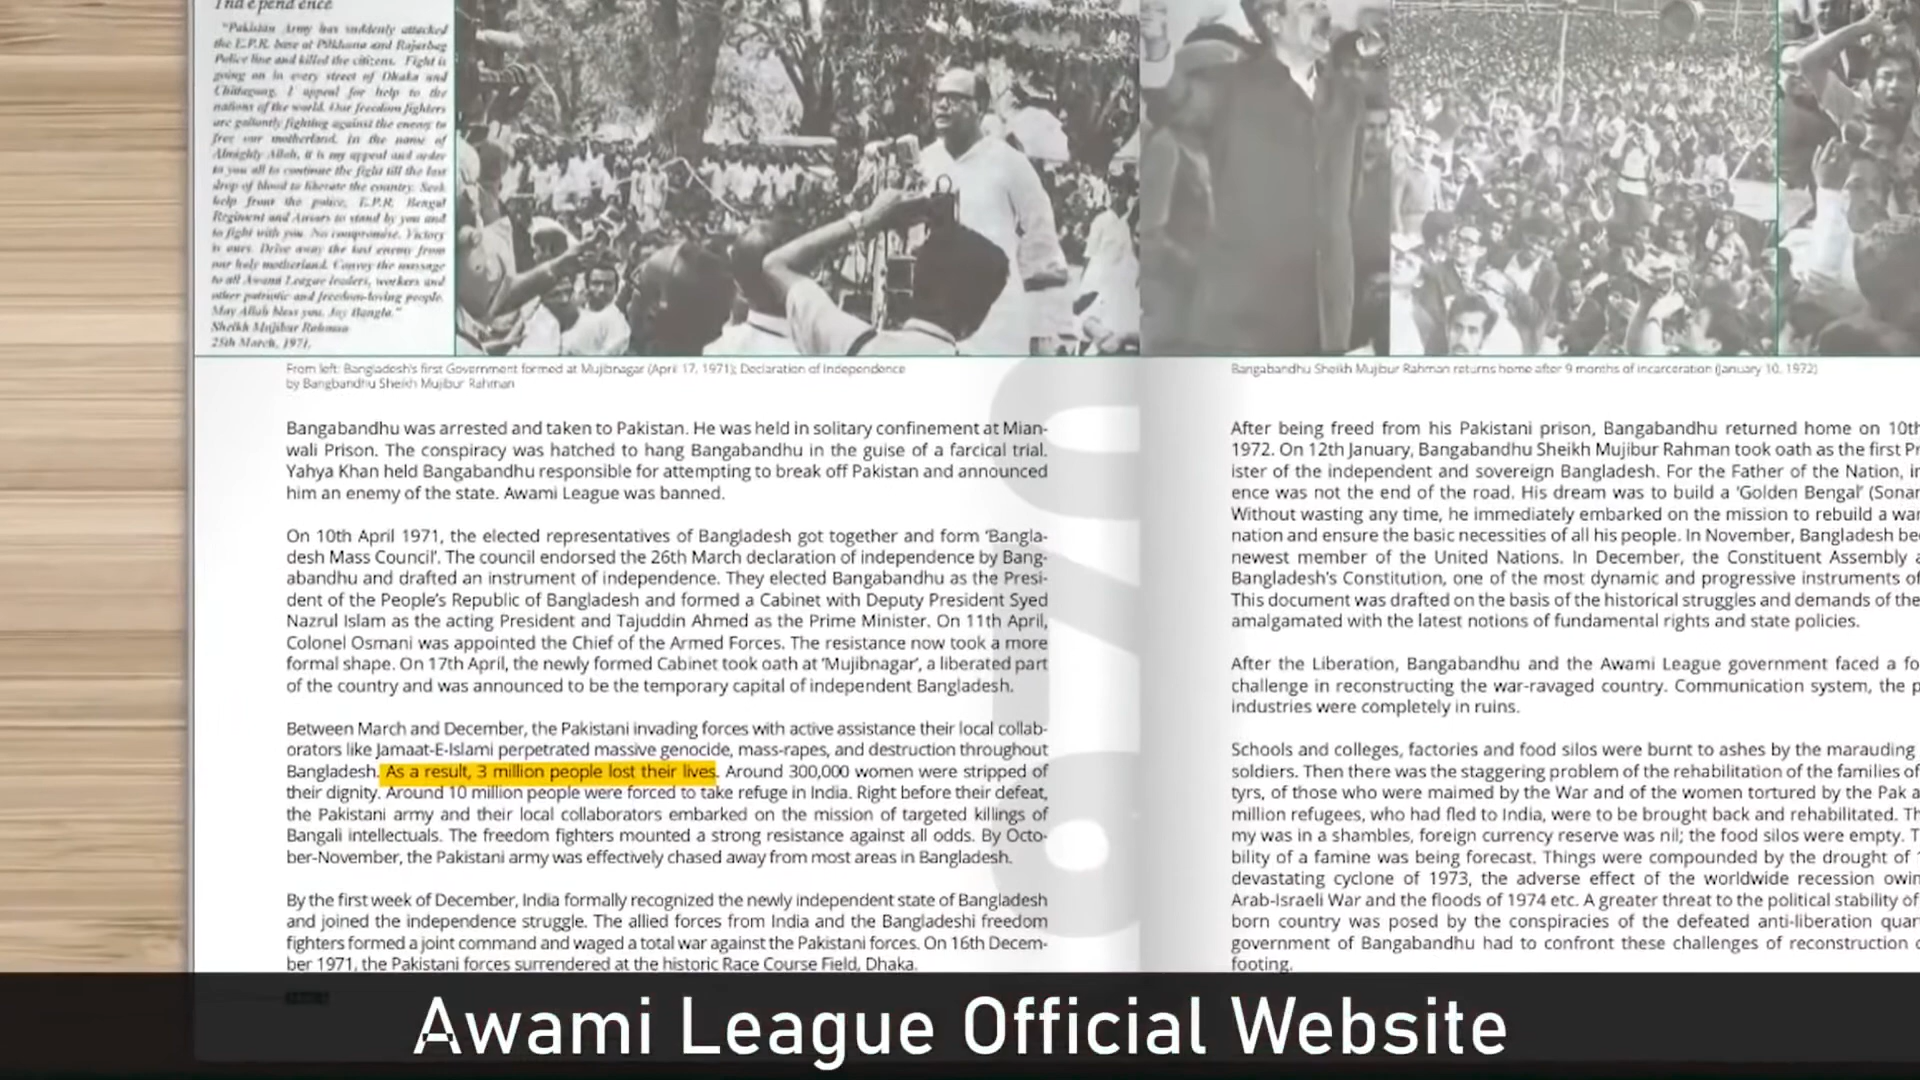 Independence
"Pakistan Army has suddenly attacked
the E.P.R. base at Pilkhana and Rajarbag
Police line and killed the citizens. Fight is
going on in every street of Dhaka and
Chittagong. I appeal for help to the
nations of the world. Our freedom fighters
are gallantly fighting against the enemy to
free our motherland. In the name of
Almighty Allah, it is my appeal and order
to you all to continue the fight till the last
drop of blood to liberate the country. Seek
help from the police, E.P.R. Bengal
Regiment and Ansars to stand by you and
to fight with you. No compromise. Victory
is ours. Drive away the last enemy from
our holy motherland. Convey the message
to all Awami League leaders, workers and
other patriotic and freedom-loving people.
May Allah bless you. Joy Bangla."
Sheikh Mujibur Rahman
25th March, 1971.
From left: Bangladesh's first Government formed at Mujibnagar (April 17, 1971); Declaration of Independence
by Bangbandhu Sheikh Mujibur Rahman
Bangabandhu was arrested and taken to Pakistan. He was held in solitary confinement at Mian-
wali Prison. The conspiracy was hatched to hang Bangabandhu in the guise of a farcical trial.
Yahya Khan held Bangabandhu responsible for attempting to break off Pakistan and announced
him an enemy of the state. Awami League was banned.
On 10th April 1971, the elected representatives of Bangladesh got together and form 'Bangla-
desh Mass Council'. The council endorsed the 26th March declaration of independence by Bang-
abandhu and drafted an instrument of independence. They elected Bangabandhu as the Presi-
dent of the People's Republic of Bangladesh and formed a Cabinet with Deputy President Syed
Nazrul Islam as the acting President and Tajuddin Ahmed as the Prime Minister. On 11th April,
Colonel Osmani was appointed the Chief of the Armed Forces. The resistance now took a more
formal shape. On 17th April, the newly formed Cabinet took oath at 'Mujibnagar', a liberated part
of the country and was announced to be the temporary capital of independent Bangladesh.
Between March and December, the Pakistani invading forces with active assistance their local collab-
orators like Jamaat-E-Islami perpetrated massive genocide, mass-rapes, and destruction throughout
Bangladesh. As a result, 3 million people lost their lives. Around 300,000 women were stripped of
their dignity. Around 10 million people were forced to take refuge in India. Right before their defeat,
the Pakistani army and their local collaborators embarked on the mission of targeted killings of
Bangali intellectuals. The freedom fighters mounted a strong resistance against all odds. By Octo-
ber-November, the Pakistani army was effectively chased away from most areas in Bangladesh.
By the first week of December, India formally recognized the newly independent state of Bangladesh
and joined the independence struggle. The allied forces from India and the Bangladeshi freedom
fighters formed a joint command and waged a total war against the Pakistani forces. On 16th Decem-
ber 1971, the Pakistani forces surrendered at the historic Race Course Field, Dhaka.
Bangabandhu Sheikh Mujibur Rahman returns home after 9 months of incarceration (January 10, 1972)
After being freed from his Pakistani prison, Bangabandhu returned home on 10th
1972. On 12th January, Bangabandhu Sheikh Mujibur Rahman took oath as the first Pr
ister of the independent and sovereign Bangladesh. For the Father of the Nation, in
ence was not the end of the road. His dream was to build a 'Golden Bengal' (Sonar
Without wasting any time, he immediately embarked on the mission to rebuild a war
nation and ensure the basic necessities of all his people. In November, Bangladesh be
newest member of the United Nations. In December, the Constituent Assembly a
Bangladesh's Constitution, one of the most dynamic and progressive instruments of
This document was drafted on the basis of the historical struggles and demands of the
amalgamated with the latest notions of fundamental rights and state policies.
After the Liberation, Bangabandhu and the Awami League government faced a fo
challenge in reconstructing the war-ravaged country. Communication system, the p
industries were completely in ruins.
Schools and colleges, factories and food silos were burnt to ashes by the marauding
soldiers. Then there was the staggering problem of the rehabilitation of the families of
tyrs, of those who were maimed by the War and of the women tortured by the Pak a
million refugees, who had fled to India, were to be brought back and rehabilitated. Th
my was in a shambles, foreign currency reserve was nil; the food silos were empty. T
bility of a famine was being forecast. Things were compounded by the drought of 1
devastating cyclone of 1973, the adverse effect of the worldwide recession owin
Arab-Israeli War and the floods of 1974 etc. A greater threat to the political stability of
born country was posed by the conspiracies of the defeated anti-liberation quar
government of Bangabandhu had to confront these challenges of reconstruction o
footing.
Awami League Official Website